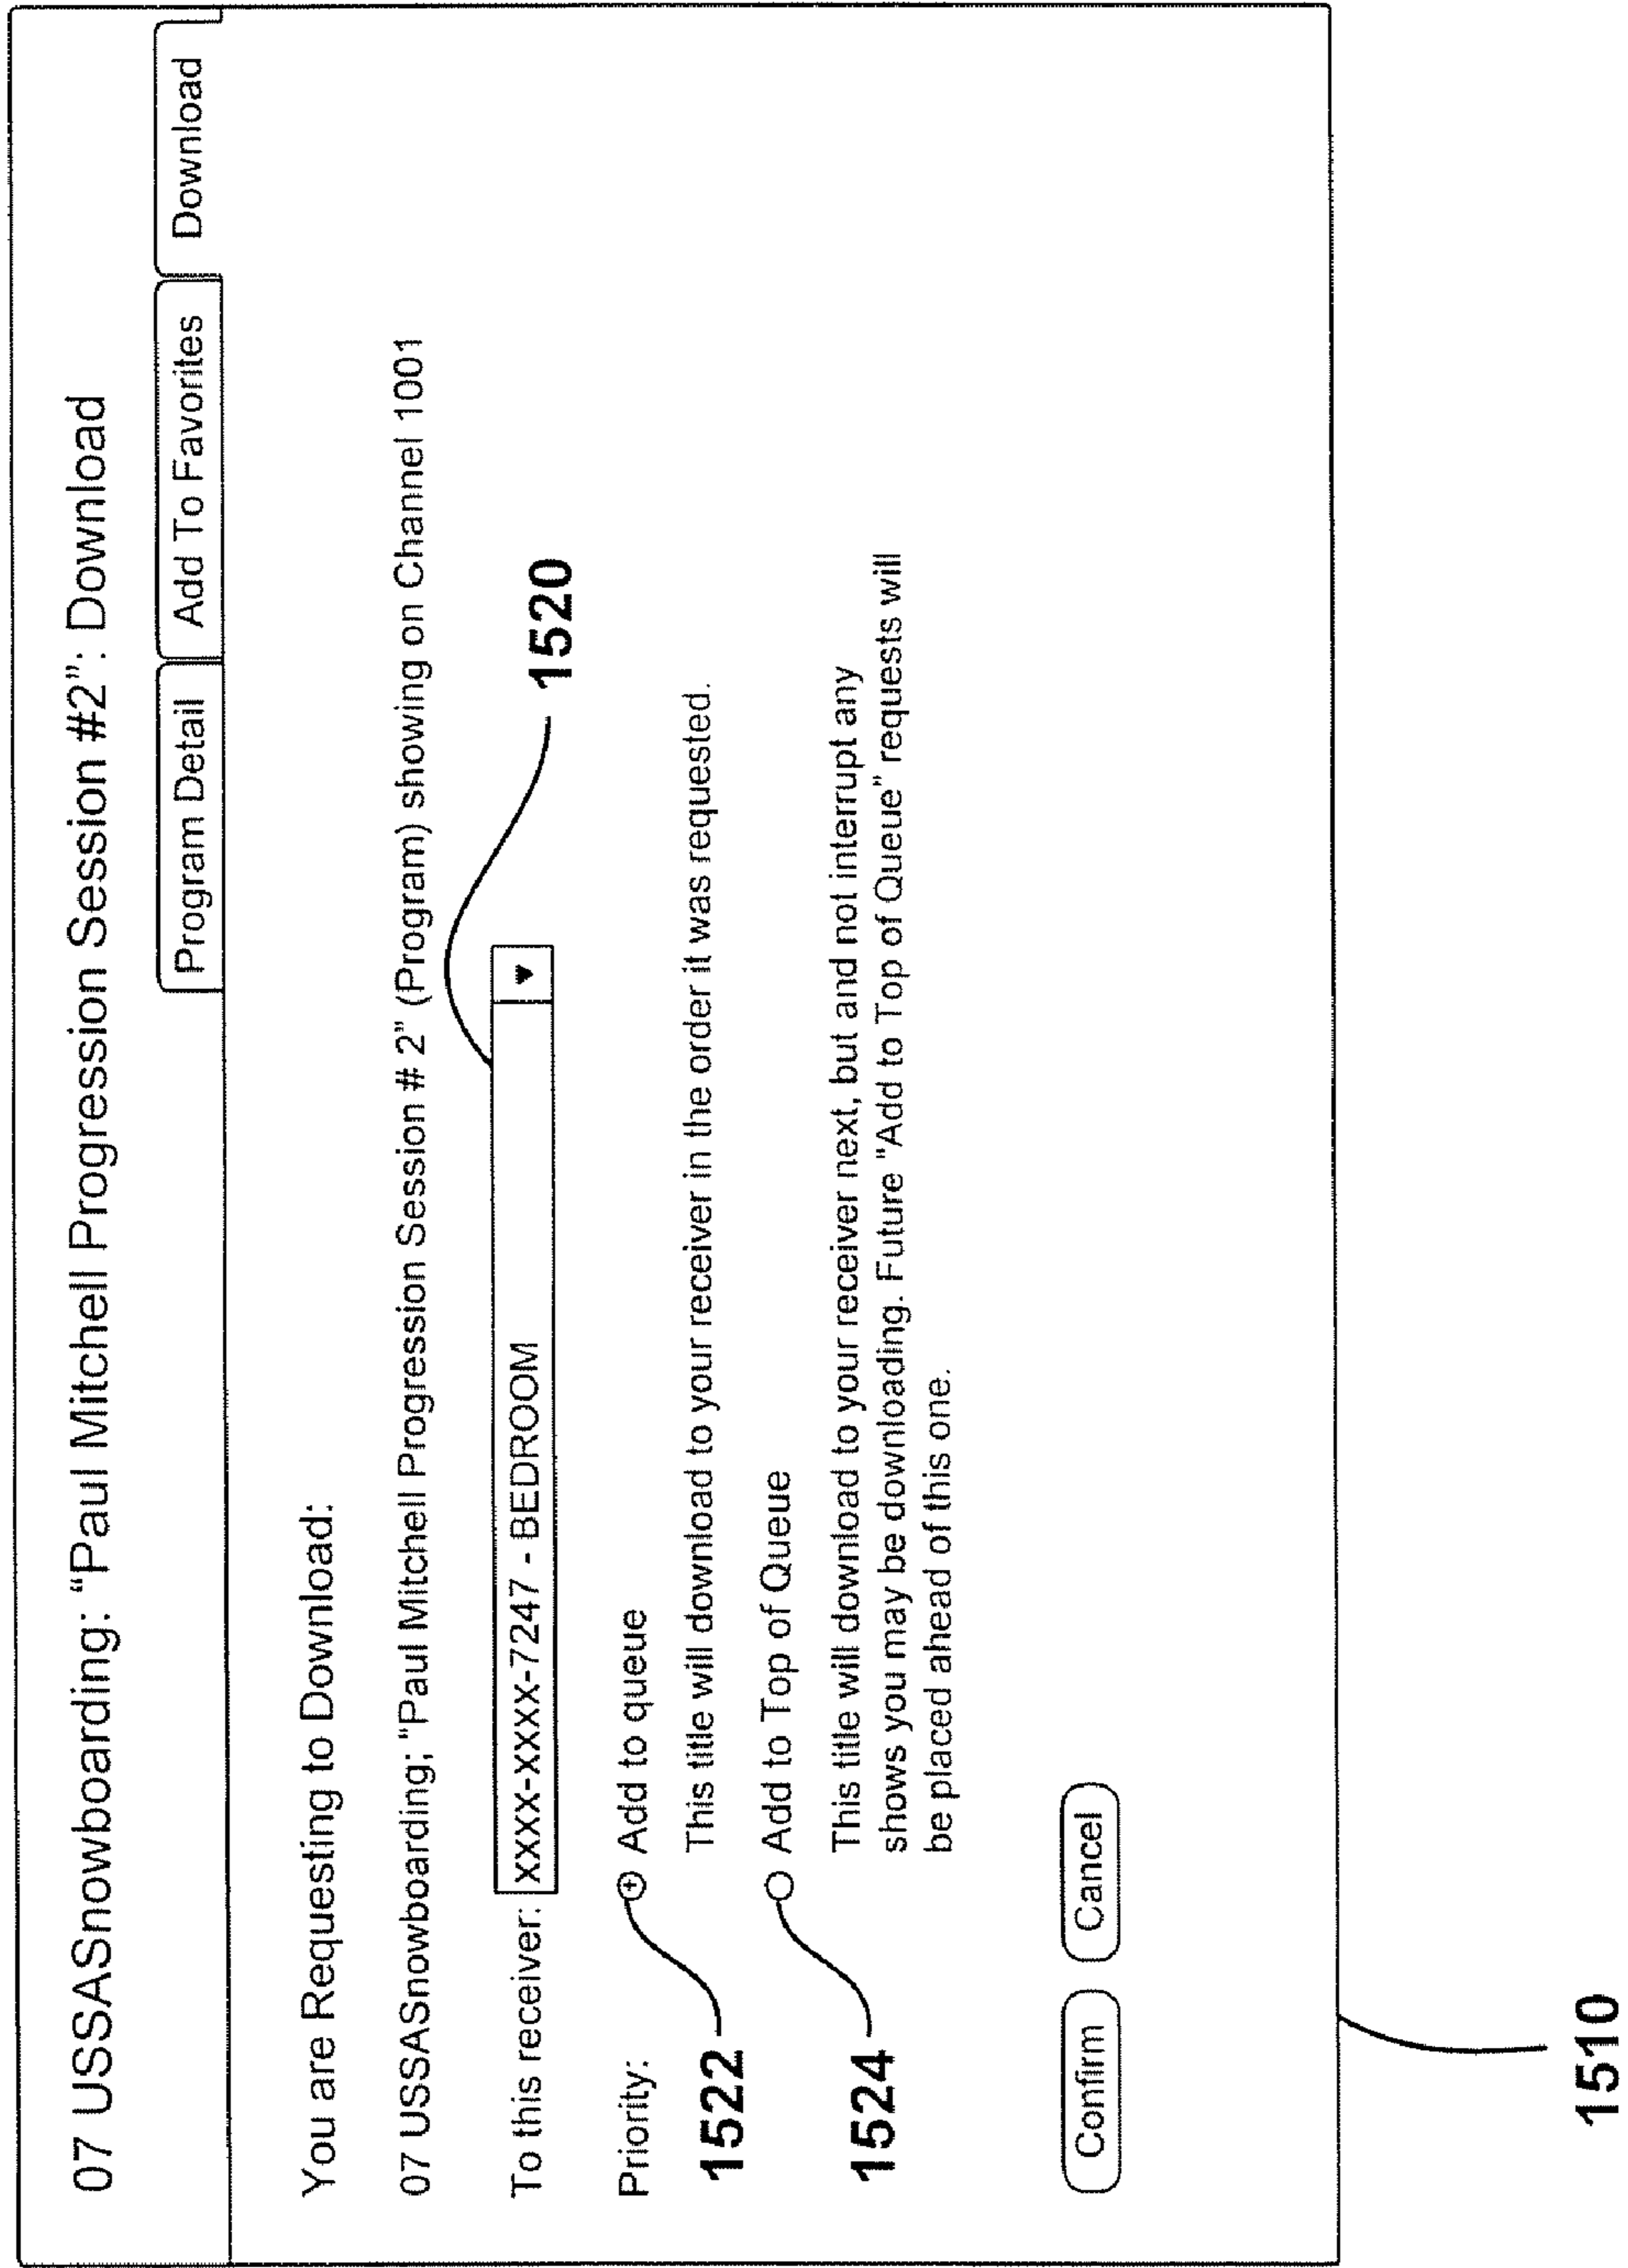 07 USSASnowboarding: “Paul Mitchell Progression Session #2”: Download
Program Detail
Add To Favorites
Download
You are Requesting to Download:
07 USSASnowboarding; “Paul Mitchell Progression Session # 2” (Program) showing on Channel 1001
To this receiver: XXXX-XXXX-7247 - BEDROOM
1520
Priority: Add to queue
1522
This title will download to your receiver in the order it was requested.
Add to Top of Queue
1524
This title will download to your receiver next, but and not interrupt any
shows you may be downloading. Future "Add to Top of Queue” requests will
be placed ahead of this one.
Confirm
Cancel
1510